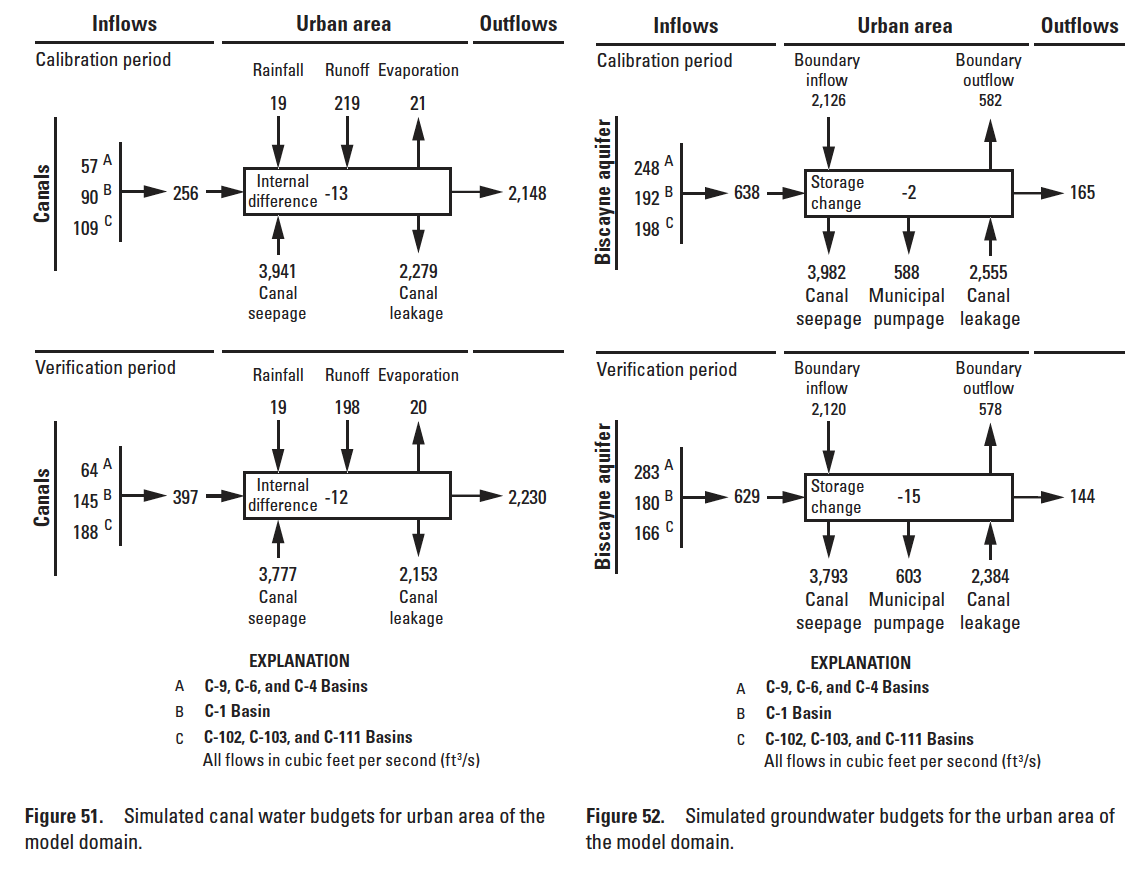 Inflows Urban area Outflows
Calibration period
Rainfall Runoff Evaporation
19 219 21
Canals
57 A
90 B
109 C
256
Internal
difference -13
2,148
3,941 2,279
Canal Canal
seepage leakage
Verification period
Rainfall Runoff Evaporation
19 198 20
Canals
64 A
145 B
188 C
397
Internal
difference -12
2,230
3,777 2,153
Canal Canal
seepage leakage
EXPLANATION
A C-9, C-6, and C-4 Basins
B C-1 Basin
C C-102, C-103, and C-111 Basins
All flows in cubic feet per second (ft³/s)
Figure 51. Simulated canal water budgets for urban area of the
model domain.
Inflows Urban area Outflows
Calibration period
Boundary Boundary
inflow outflow
2,126 582
Biscayne aquifer
248 A
192 B
198 C
638
Storage
change -2
165
3,982 588 2,555
Canal Municipal Canal
seepage pumpage leakage
Verification period
Boundary Boundary
inflow outflow
2,120 578
Biscayne aquifer
283 A
180 B
166 C
629
Storage
change -15
144
3,793 603 2,384
Canal Municipal Canal
seepage pumpage leakage
EXPLANATION
A C-9, C-6, and C-4 Basins
B C-1 Basin
C C-102, C-103, and C-111 Basins
All flows in cubic feet per second (ft³/s)
Figure 52. Simulated groundwater budgets for the urban area of
the model domain.